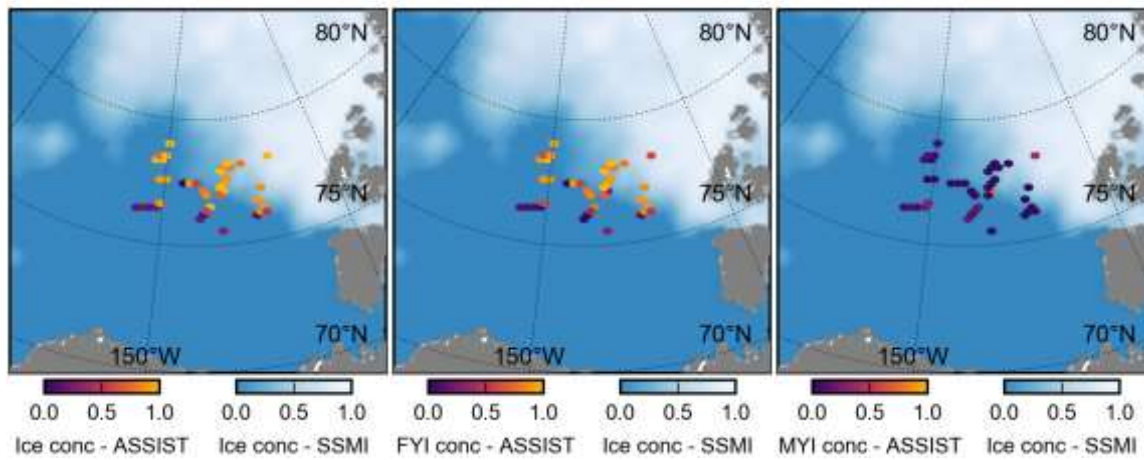 80°N 80°N 80°N
75°N 75°N 75°N
70°N 70°N 70°N
150°W 150°W 150°W
0.0 0.5 1.0 0.0 0.5 1.0 0.0 0.5 1.0 0.0 0.5 1.0 0.0 0.5 1.0 0.0 0.5 1.0
Ice conc - ASSIST Ice conc - SSMI FYI conc - ASSIST Ice conc - SSMI MYI conc - ASSIST Ice conc - SSMI